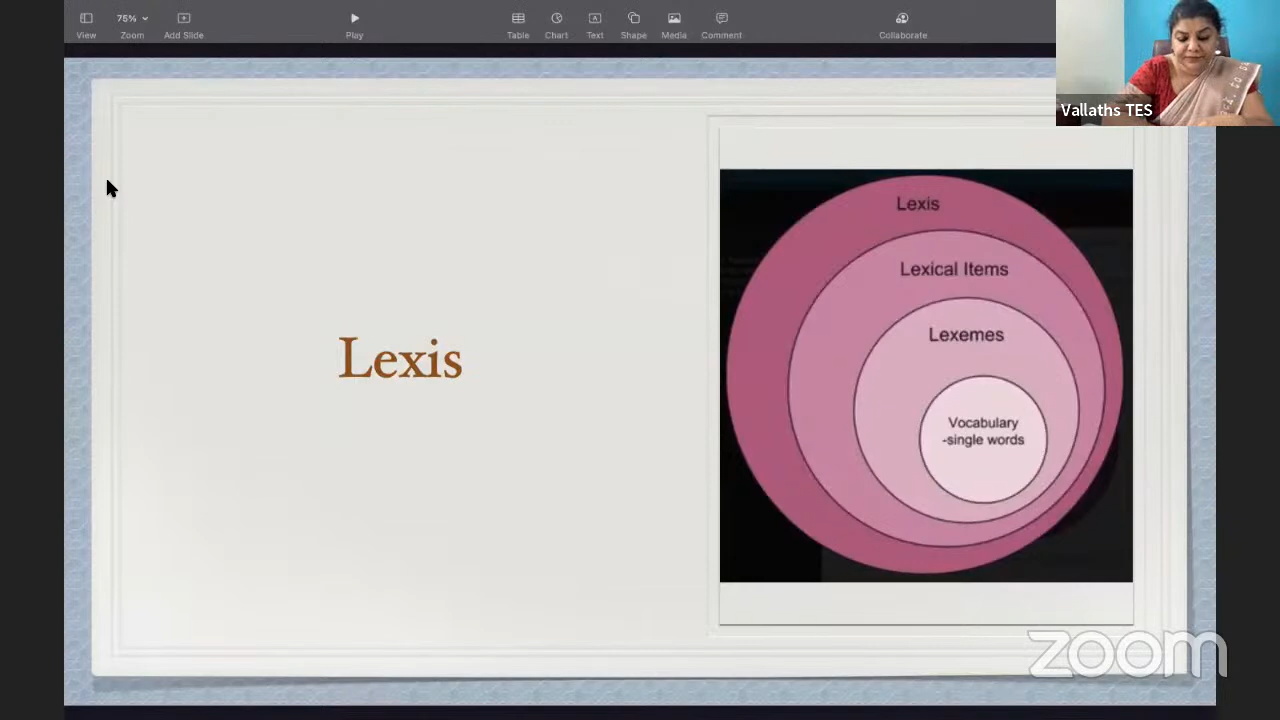 View
75%
Zoom
Add Slide
Play
Table
Chart
Text
Shape
Media
Comment
Collaborate
Vallaths TES
Lexis
Lexis
Lexical Items
Lexemes
Vocabulary
-single words
zoom